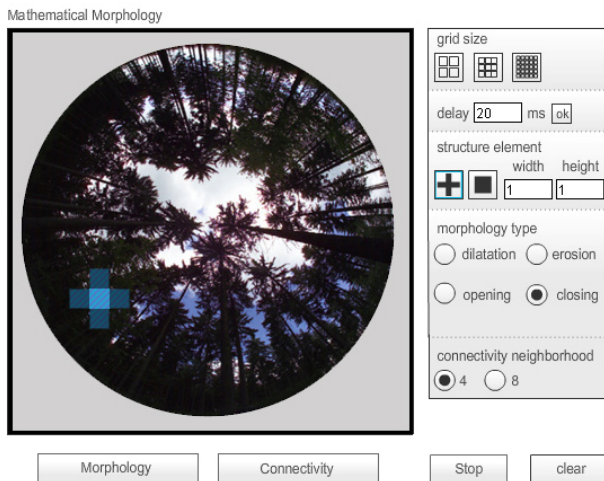 Mathematical Morphology
grid size
delay 20 ms ok
structure element
width height
1 1
morphology type
dilatation erosion
opening closing
connectivity neighborhood
4 8
Morphology Connectivity Stop clear